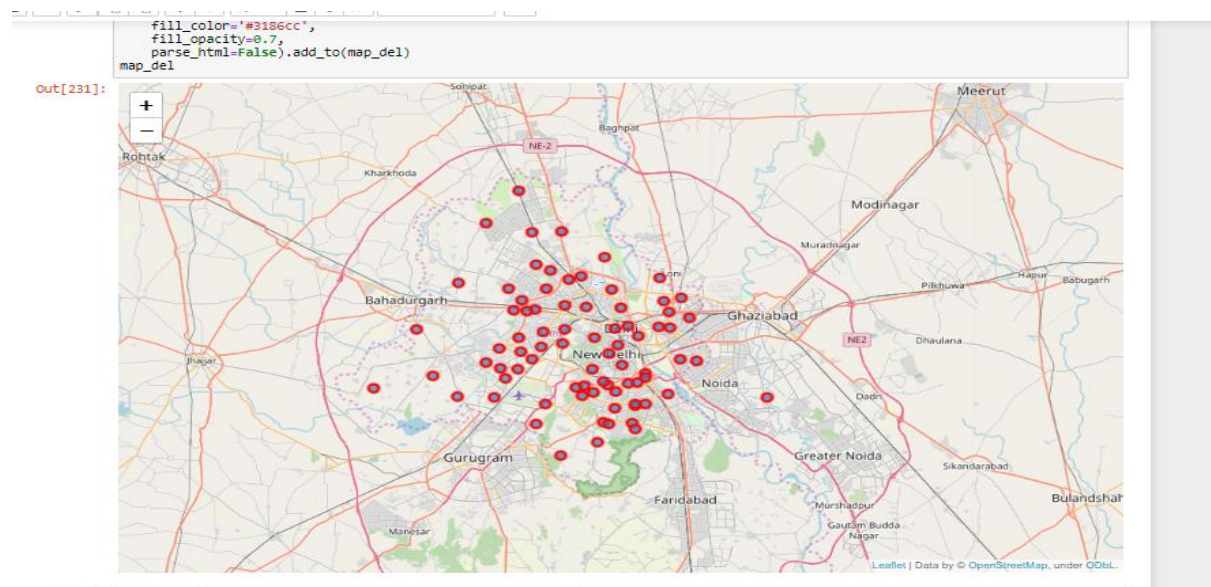 fill_color='#3186cc',
fill_opacity=0.7,
parse_html=False).add_to(map_del)
map_del
Out[231]:
+
−
Sonipat
Meerut
Baghpat
NE-2
Rohtak
Kharkhoda
Modinagar
Muradnagar
Loni
Hapur
Babugarh
Pilkhuwa
Bahadurgarh
Ghaziabad
Delhi
NE2
Dhaulana
New Delhi
Jhajjar
Noida
Dadri
Gurugram
Greater Noida
Sikandarabad
Faridabad
Bulandshah
Murshadpur
Gautam Budda
Nagar
Manesar
Leaflet | Data by © OpenStreetMap, under ODbL.